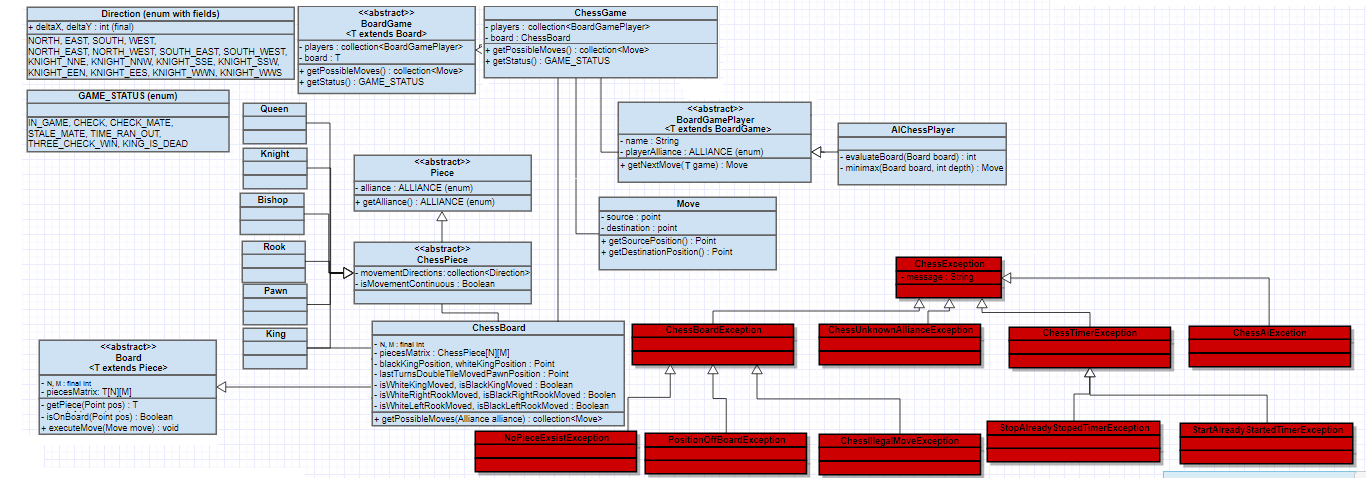 Direction (enum with fields)
+ deltaX, deltaY : int (final)
NORTH, EAST, SOUTH, WEST,
NORTH_EAST, NORTH_WEST, SOUTH_EAST, SOUTH_WEST,
KNIGHT_NNE, KNIGHT_NNW, KNIGHT_SSE, KNIGHT_SSW,
KNIGHT_EEN, KNIGHT_EES, KNIGHT_WWN, KNIGHT_WWS
<<abstract>>
BoardGame
<T extends Board>
- players : collection<BoardGamePlayer)
- board : T
+ getPossibleMoves() : collection<Move)
+ getStatus() : GAME_STATUS
ChessGame
- players : collection<BoardGamePlayer)
- board : ChessBoard
+ getPossibleMoves() : collection<Move)
+ getStatus() : GAME_STATUS
GAME_STATUS (enum)
IN_GAME, CHECK, CHECK_MATE,
STALE_MATE, TIME_RAN_OUT,
THREE_CHECK_WIN, KING_IS_DEAD
Queen
Knight
Bishop
Rook
Pawn
King
<<abstract>>
Piece
- alliance : ALLIANCE (enum)
+ getAlliance() : ALLIANCE (enum)
<<abstract>>
ChessPiece
- movementDirections: collection<Direction>
- isMovementContinuous : Boolean
<<abstract>>
BoardGamePlayer
<T extends BoardGame>
- name : String
- playerAlliance : ALLIANCE (enum)
+ getNextMove(T game) : Move
AIChessPlayer
- evaluateBoard(Board board) : int
- minimax(Board board, int depth) : Move
Move
- source : point
- destination : point
+ getSourcePosition() : Point
+ getDestinationPosition() : Point
<<abstract>>
Board
<T extends Piece>
- N, M : final int
- piecesMatrix: T[N][M]
- getPiece(Point pos) : T
- isOnBoard(Point pos) : Boolean
+ executeMove(Move move) : void
ChessBoard
- N, M : final int
- piecesMatrix : ChessPiece[N][M]
- blackKingPosition, whiteKingPosition : Point
- lastTurnsDoubleTileMovedPawnPosition : Point
- isWhiteKingMoved, isBlackKingMoved : Boolean
- isWhiteRightRookMoved, isBlackRightRookMoved : Boolen
- isWhiteLeftRookMoved, isBlackLeftRookMoved : Boolean
+ getPossibleMoves(Alliance alliance) : collection<Move>
ChessException
- message : String
ChessBoardException
ChessUnknownAllianceException
ChessTimerException
ChessAiExcetion
NoPieceExsistException
PositionOffBoardException
ChessIllegalMoveException
StopAlreadyStopedTimerException
StartAlreadyStartedTimerException